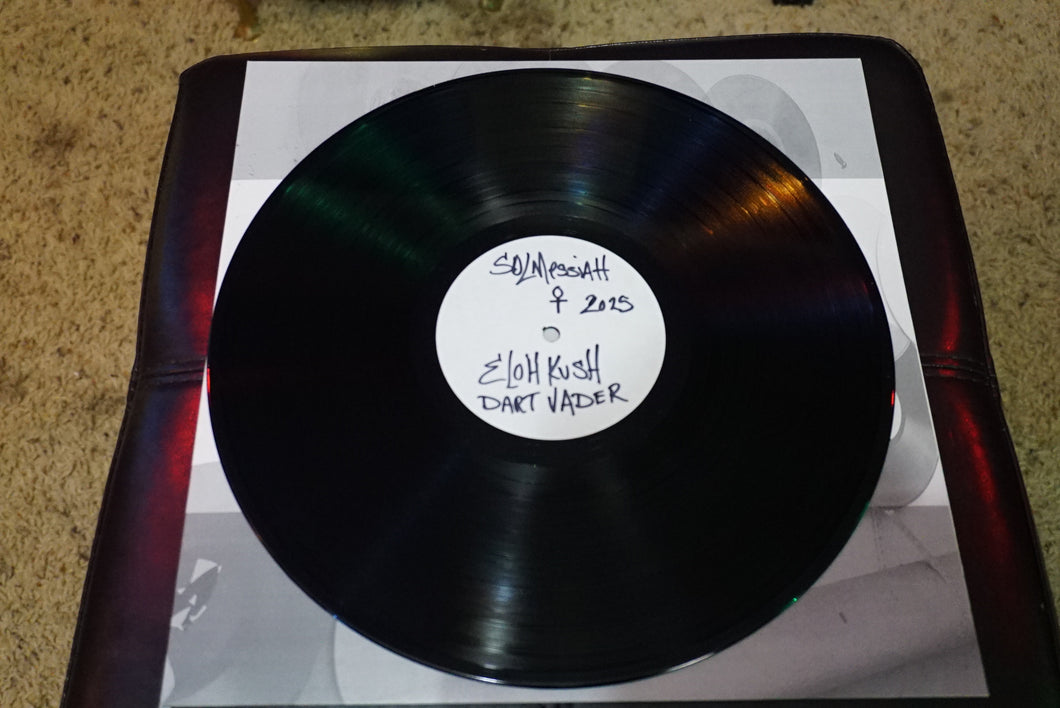 SOLMessiAH
☥ 2025
ELOH KUSH
DART VADER